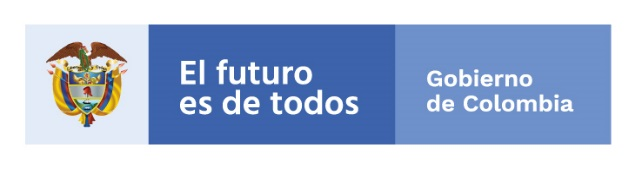 El futuro
es de todos
Gobierno
de Colombia